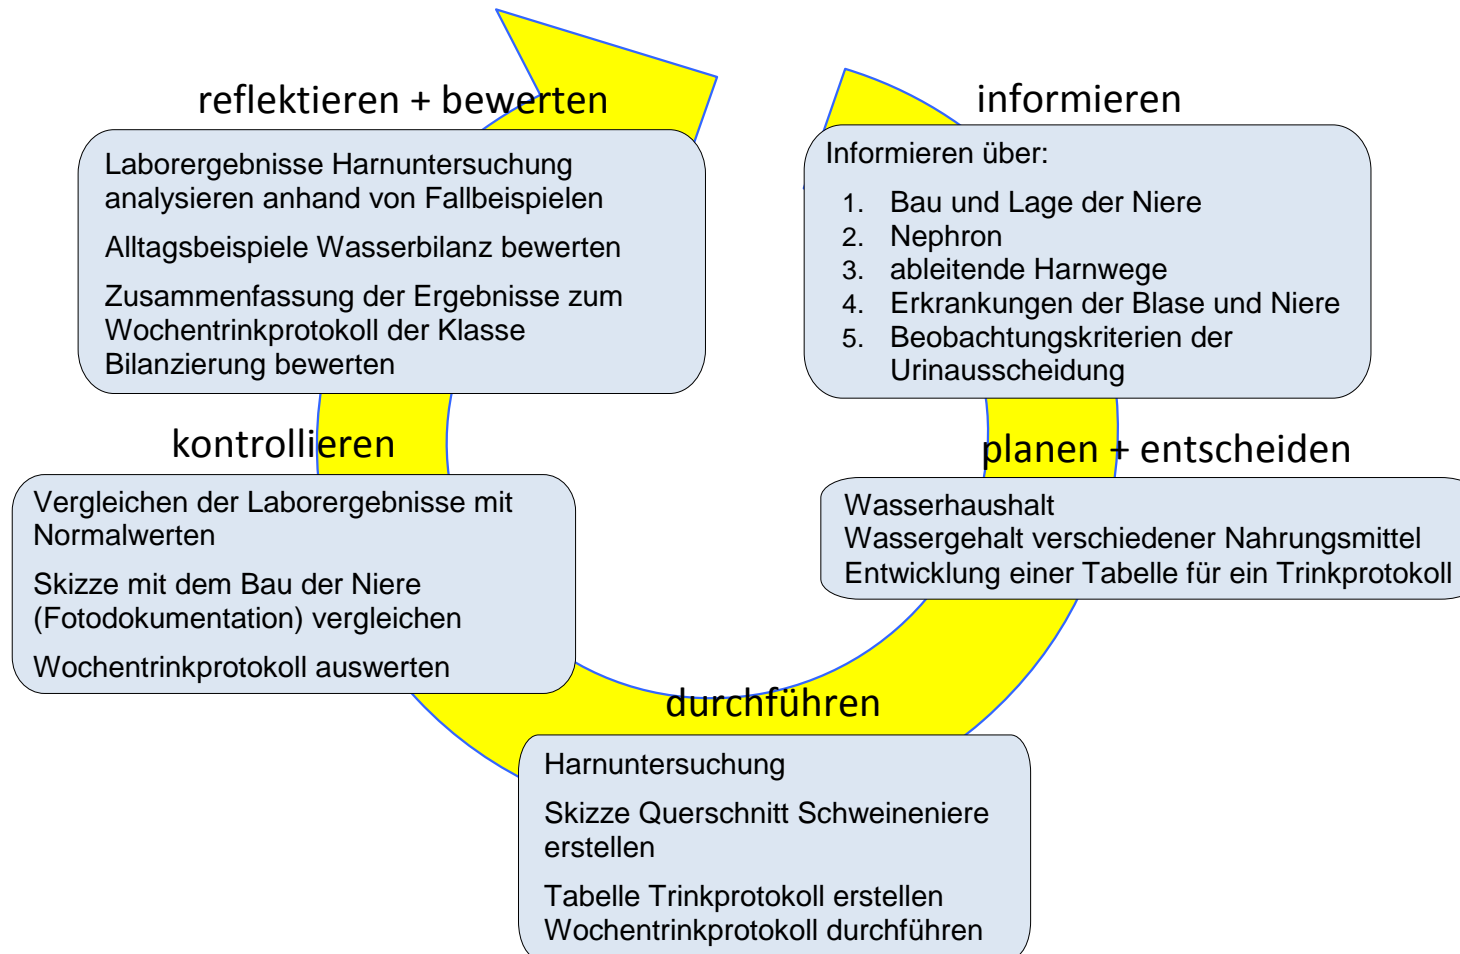 reflektieren + bewerten
Laborergebnisse Harnuntersuchung
analysieren anhand von Fallbeispielen
Alltagsbeispiele Wasserbilanz bewerten
Zusammenfassung der Ergebnisse zum
Wochentrinkprotokoll der Klasse
Bilanzierung bewerten
informieren
Informieren über:
1. Bau und Lage der Niere
2. Nephron
3. ableitende Harnwege
4. Erkrankungen der Blase und Niere
5. Beobachtungskriterien der
Urinausscheidung
kontrollieren
Vergleichen der Laborergebnisse mit
Normalwerten
Skizze mit dem Bau der Niere
(Fotodokumentation) vergleichen
Wochentrinkprotokoll auswerten
planen + entscheiden
Wasserhaushalt
Wassergehalt verschiedener Nahrungsmittel
Entwicklung einer Tabelle für ein Trinkprotokoll
durchführen
Harnuntersuchung
Skizze Querschnitt Schweineniere
erstellen
Tabelle Trinkprotokoll erstellen
Wochentrinkprotokoll durchführen